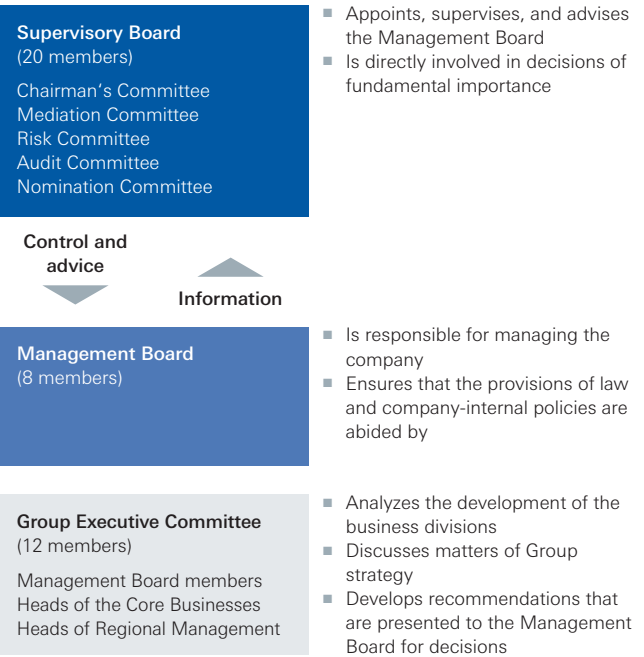 Supervisory Board
(20 members)
Chairman‘s Committee
Mediation Committee
Risk Committee
Audit Committee
Nomination Committee
Appoints, supervises, and advises
the Management Board
Is directly involved in decisions of
fundamental importance
Control and
advice
Information
Management Board
(8 members)
Is responsible for managing the
company
Ensures that the provisions of law
and company-internal policies are
abided by
Group Executive Committee
(12 members)
Management Board members
Heads of the Core Businesses
Heads of Regional Management
Analyzes the development of the
business divisions
Discusses matters of Group
strategy
Develops recommendations that
are presented to the Management
Board for decisions